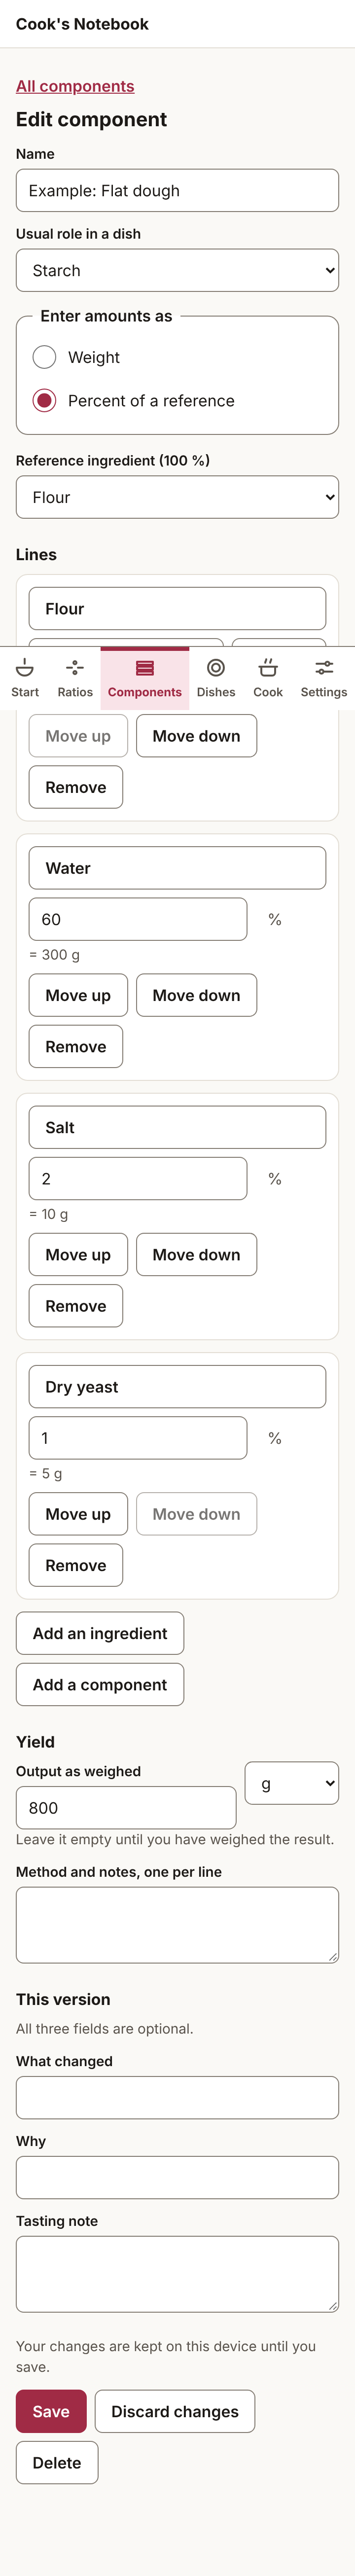 Cook's Notebook
All components
Edit component
Name
Example: Flat dough
Usual role in a dish
Starch
Enter amounts as
Weight
Percent of a reference
Reference ingredient (100 %)
Flour
Lines
Flour
Start Ratios Components Dishes Cook Settings
Move up Move down
Remove
Water
60 %
= 300 g
Move up Move down
Remove
Salt
2 %
= 10 g
Move up Move down
Remove
Dry yeast
1 %
= 5 g
Move up Move down
Remove
Add an ingredient
Add a component
Yield
Output as weighed
g
800
Leave it empty until you have weighed the result.
Method and notes, one per line
This version
All three fields are optional.
What changed
Why
Tasting note
Your changes are kept on this device until you
save.
Save Discard changes
Delete